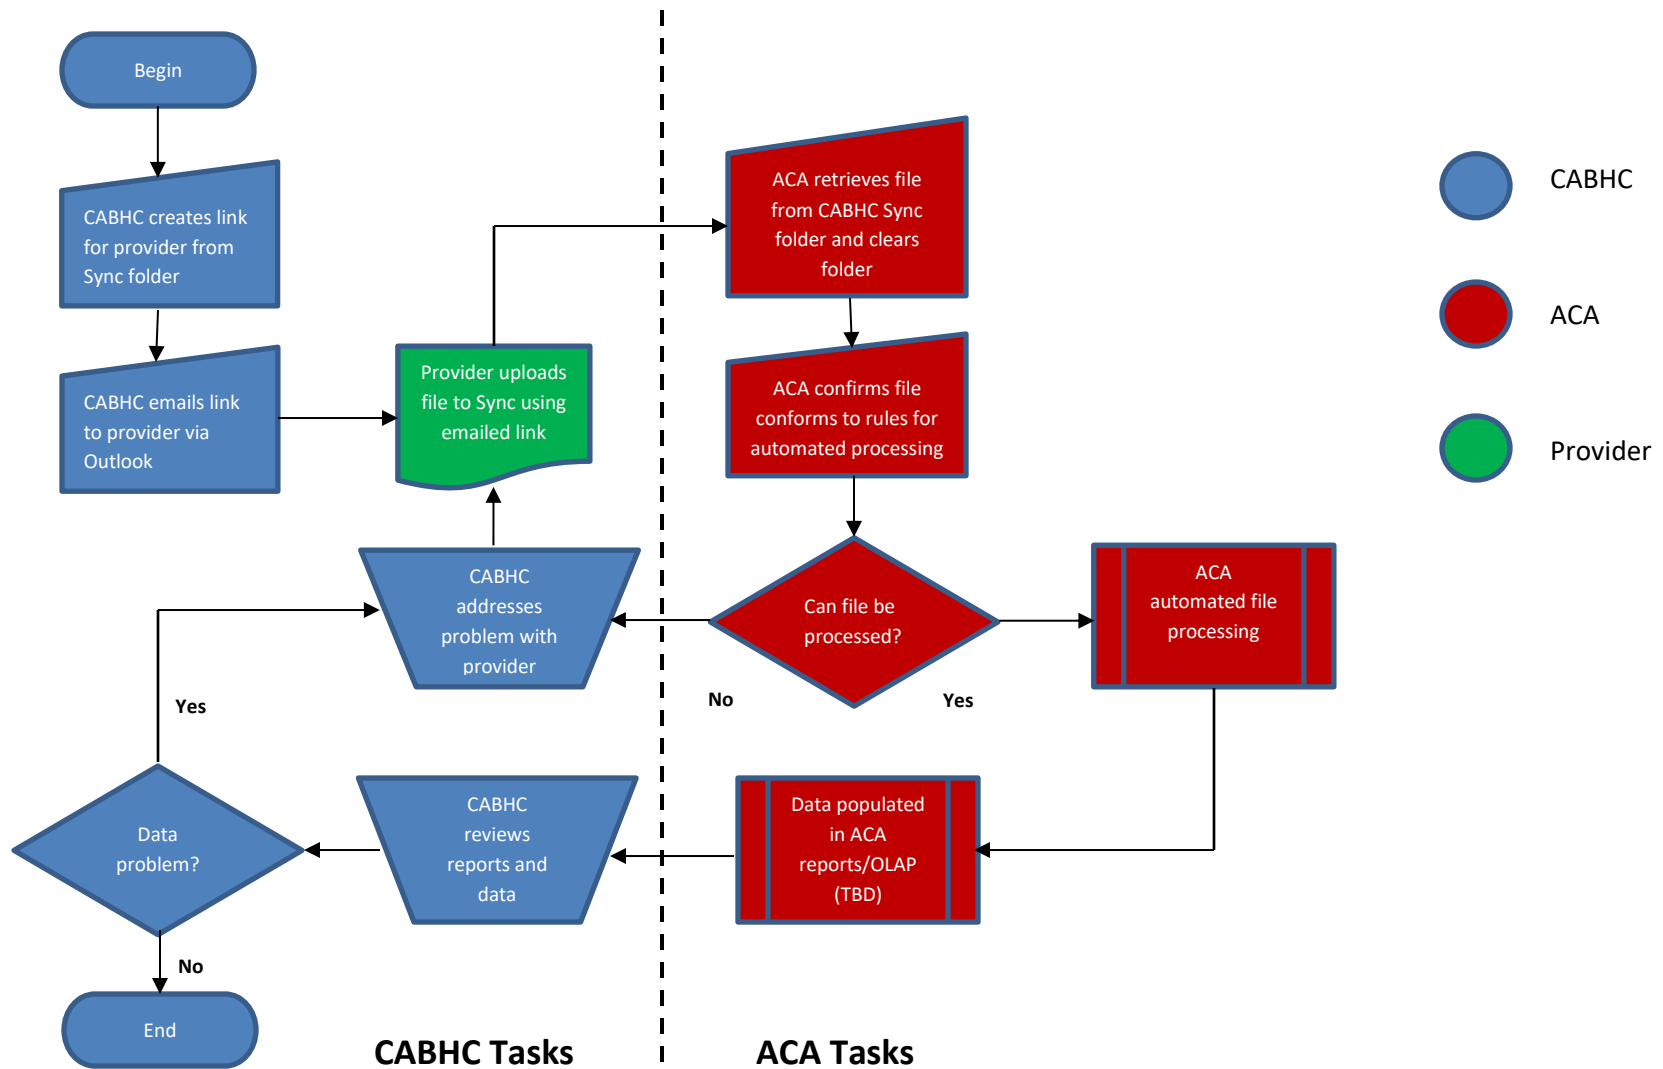 Begin
CABHC creates link
for provider from
Sync folder
CABHC emails link
to provider via
Outlook
Provider uploads
file to Sync using
emailed link
CABHC
addresses
problem with
provider
Yes
Data
problem?
No
End
CABHC
reviews
reports and
data
CABHC Tasks
ACA retrieves file
from CABHC Sync
folder and clears
folder
ACA confirms file
conforms to rules for
automated processing
Can file be
processed?
No
Yes
ACA
automated file
processing
Data populated
in ACA
reports/OLAP
(TBD)
ACA Tasks
CABHC
ACA
Provider